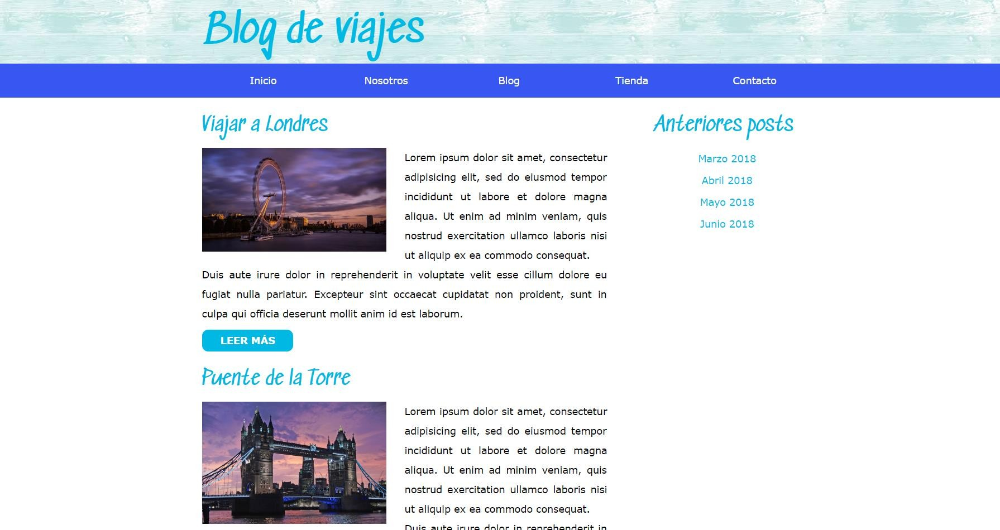 Blog de viajes
Inicio Nosotros Blog Tienda Contacto
Viajar a Londres
Lorem ipsum dolor sit amet, consectetur
adipisicing elit, sed do eiusmod tempor
incididunt ut labore et dolore magna
aliqua. Ut enim ad minim veniam, quis
nostrud exercitation ullamco laboris nisi
ut aliquip ex ea commodo consequat.
Duis aute irure dolor in reprehenderit in voluptate velit esse cillum dolore eu
fugiat nulla pariatur. Excepteur sint occaecat cupidatat non proident, sunt in
culpa qui officia deserunt mollit anim id est laborum.
LEER MÁS
Puente de la Torre
Lorem ipsum dolor sit amet, consectetur
adipisicing elit, sed do eiusmod tempor
incididunt ut labore et dolore magna
aliqua. Ut enim ad minim veniam, quis
nostrud exercitation ullamco laboris nisi
ut aliquip ex ea commodo consequat.
Duis aute irure dolor in reprehenderit in
Anteriores posts
Marzo 2018
Abril 2018
Mayo 2018
Junio 2018